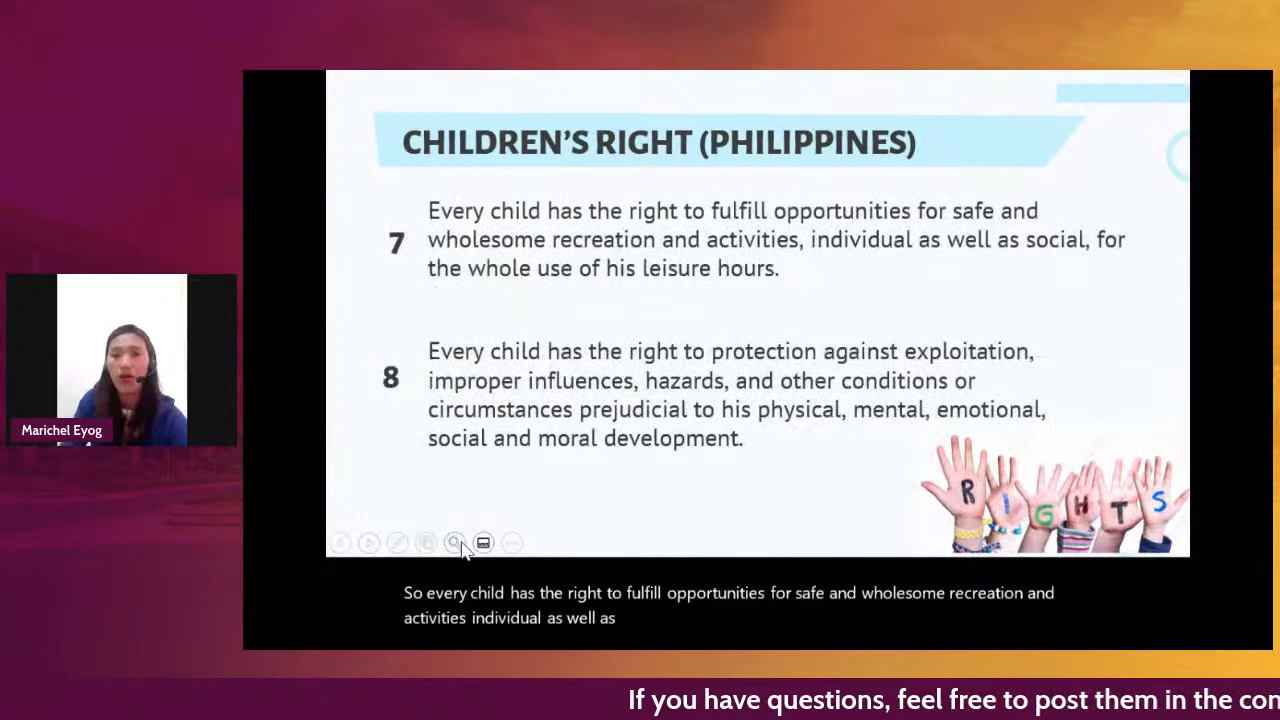 CHILDREN'S RIGHT (PHILIPPINES)
7
Every child has the right to fulfill opportunities for safe and
wholesome recreation and activities, individual as well as social, for
the whole use of his leisure hours.
8
Every child has the right to protection against exploitation,
improper influences, hazards, and other conditions or
circumstances prejudicial to his physical, mental, emotional,
social and moral development.
RIGHTS
Marichel Eyog
So every child has the right to fulfill opportunities for safe and wholesome recreation and
activities individual as well as
If you have questions, feel free to post them in the con